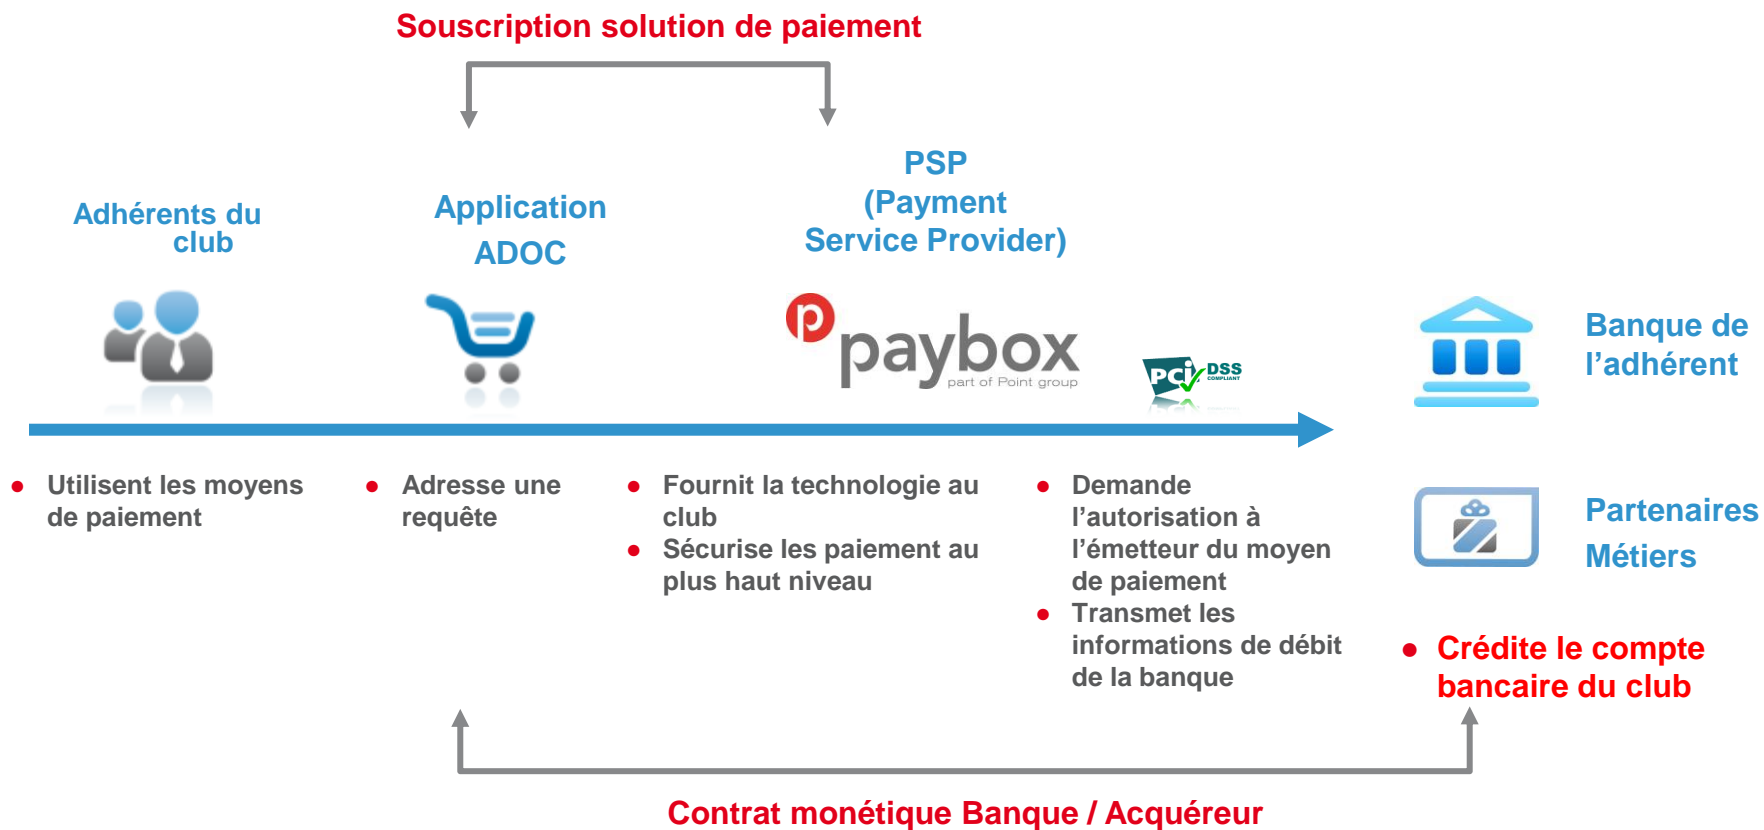 Souscription solution de paiement
Adhérents du
club
Application
ADOC
PSP
(Payment
Service Provider)
p
paybox
part of Point group
PCI DSS
COMPLIANT
Banque de
l’adhérent
Partenaires
Métiers
● Utilisent les moyens
de paiement
● Adresse une
requête
● Fournit la technologie au
club
● Sécurise les paiement au
plus haut niveau
● Demande
l’autorisation à
l’émetteur du moyen
de paiement
● Transmet les
informations de débit
de la banque
● Crédite le compte
bancaire du club
Contrat monétique Banque / Acquéreur